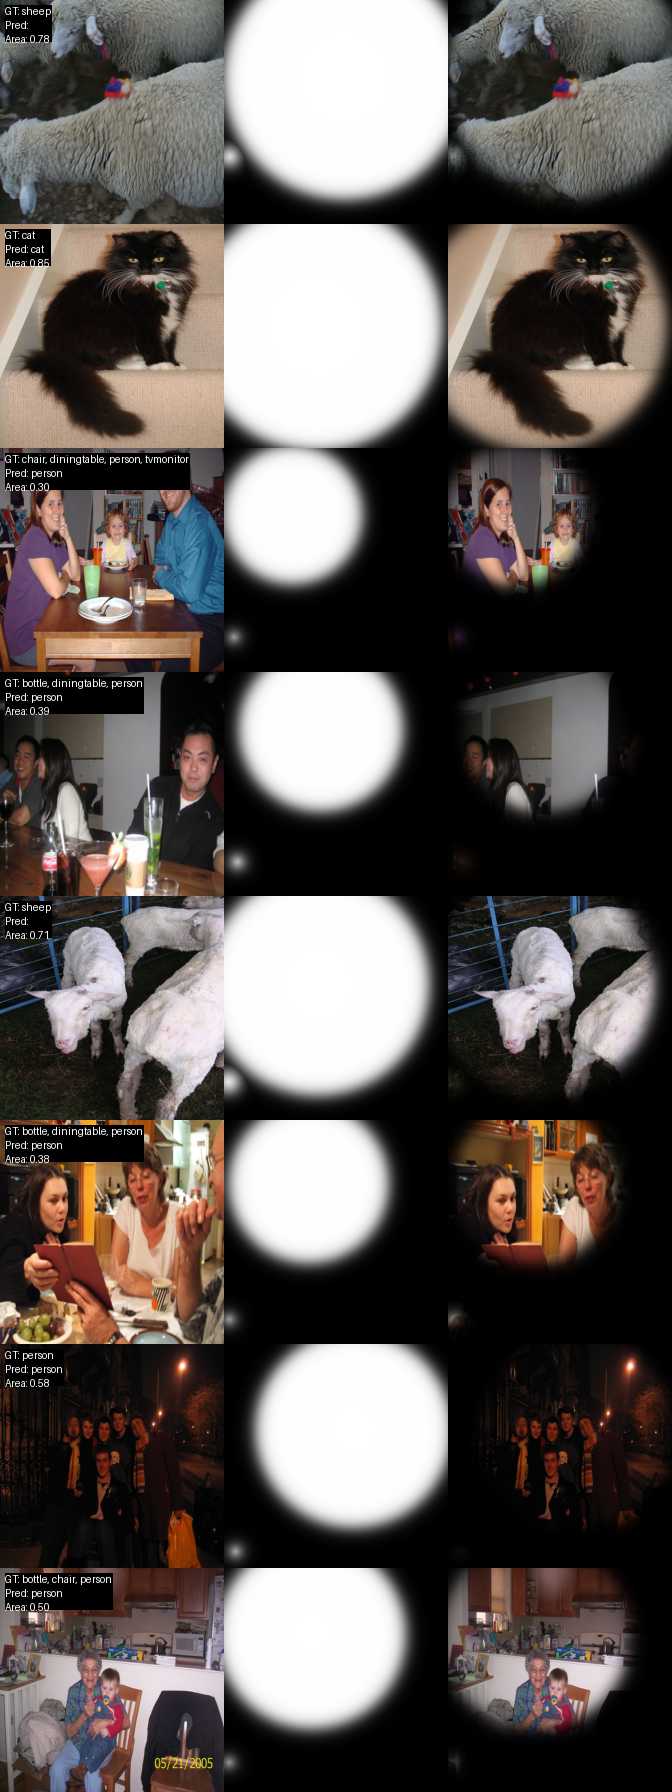 GT: sheep
Pred:
Area: 0.78
GT: cat
Pred: cat
Area: 0.85
GT: chair, diningtable, person, tvmonitor
Pred: person
Area: 0.30
GT: bottle, diningtable, person
Pred: person
Area: 0.39
GT: sheep
Pred:
Area: 0.71
GT: bottle, diningtable, person
Pred: person
Area: 0.38
GT: person
Pred: person
Area: 0.58
GT: bottle, chair, person
Pred: person
Area: 0.50
05/21/2005